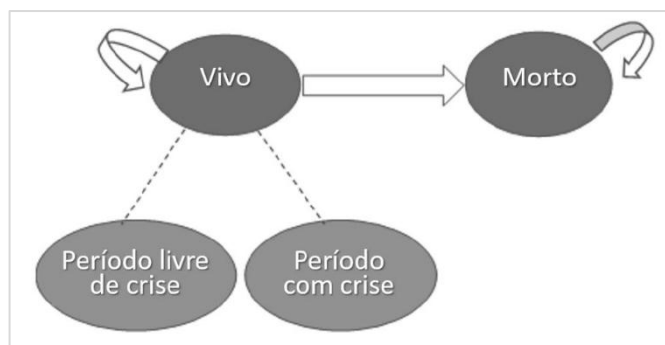 Vivo
Morto
Período livre
de crise
Período
com crise